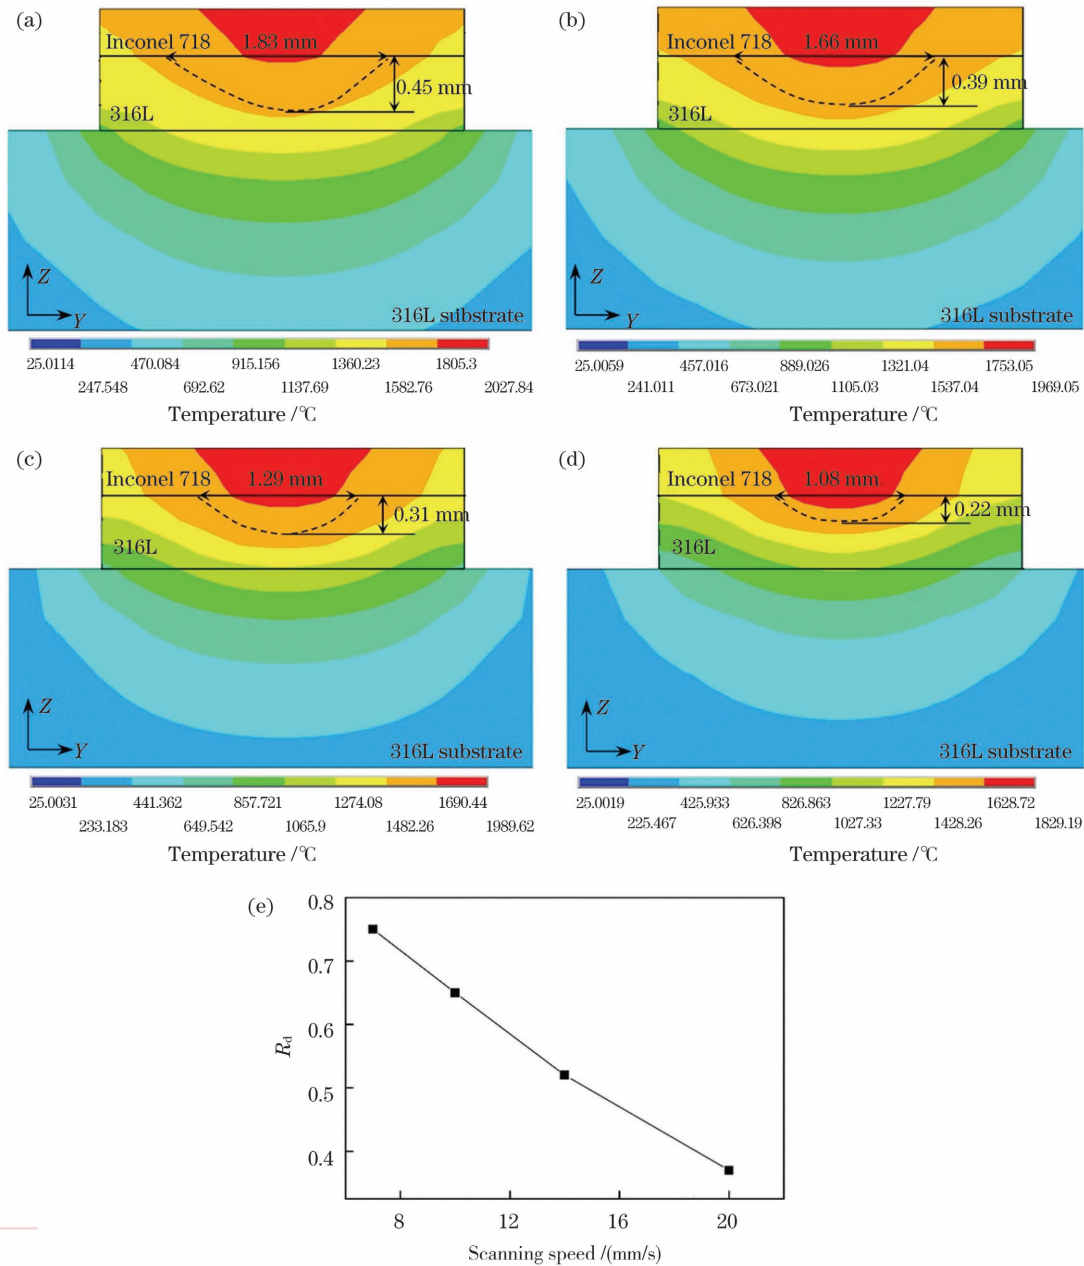 (a)
Inconel 718
1.83 mm
0.45 mm
316L
Z
Y
316L substrate
25.0114 470.084 915.156 1360.23 1805.3
247.548 692.62 1137.69 1582.76 2027.84
Temperature /℃
(b)
Inconel 718
1.66 mm
0.39 mm
316L
Z
Y
316L substrate
25.0059 457.016 889.026 1321.04 1753.05
241.011 673.021 1105.03 1537.04 1969.05
Temperature /℃
(c)
Inconel 718
1.29 mm
0.31 mm
316L
Z
Y
316L substrate
25.0031 441.362 857.721 1274.08 1690.44
233.183 649.542 1065.9 1482.26 1989.62
Temperature /℃
(d)
Inconel 718
1.08 mm
0.22 mm
316L
Z
Y
316L substrate
25.0019 425.933 826.863 1227.79 1628.72
225.467 626.398 1027.33 1428.26 1829.19
Temperature /℃
(e)
0.8
0.7
0.6
0.5
0.4
Rd
8 12 16 20
Scanning speed /(mm/s)